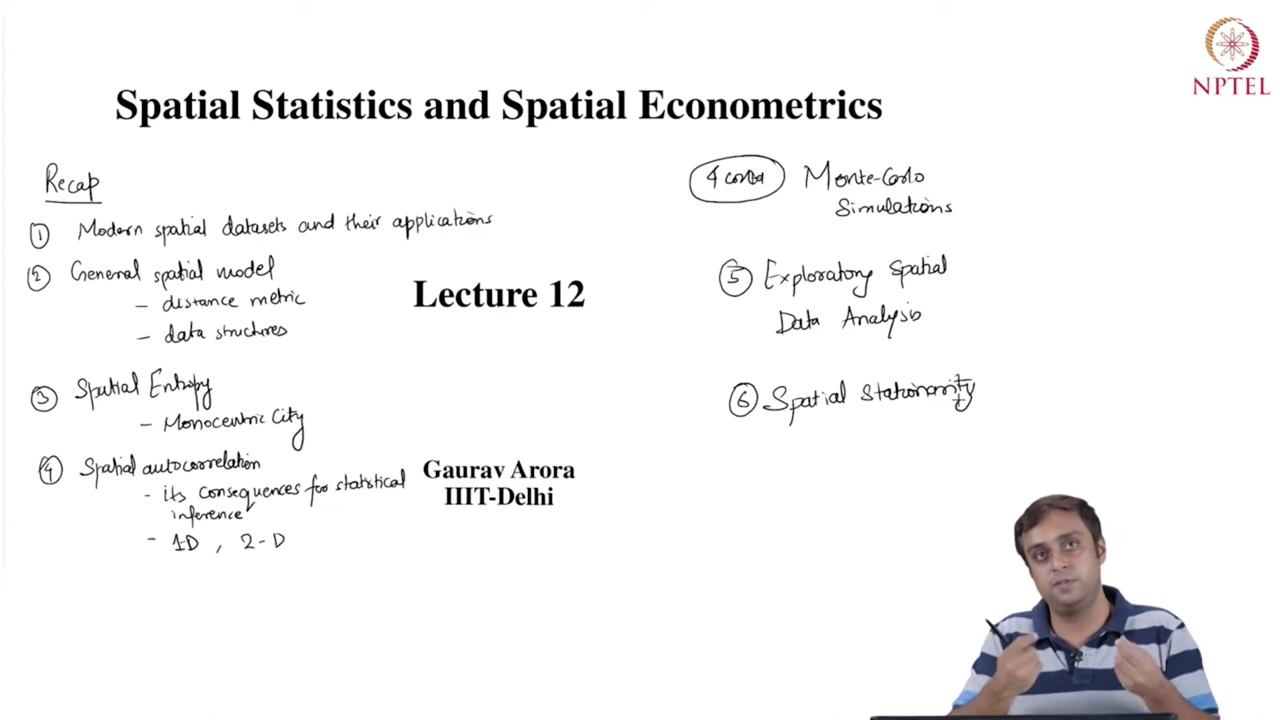 NPTEL
Spatial Statistics and Spatial Econometrics
Recap
① Modern spatial datasets and their applications
② General spatial model
– distance metric
– data structures
Lecture 12
③ Spatial Entropy
– Monocentric City
④ Spatial autocorrelation
- its consequences for statistical
inference
- 1-D , 2-D
Gaurav Arora
IIIT-Delhi
4 contd Monte-Carlo
Simulations
⑤ Exploratory Spatial
Data Analysis
⑥ Spatial Stationarity